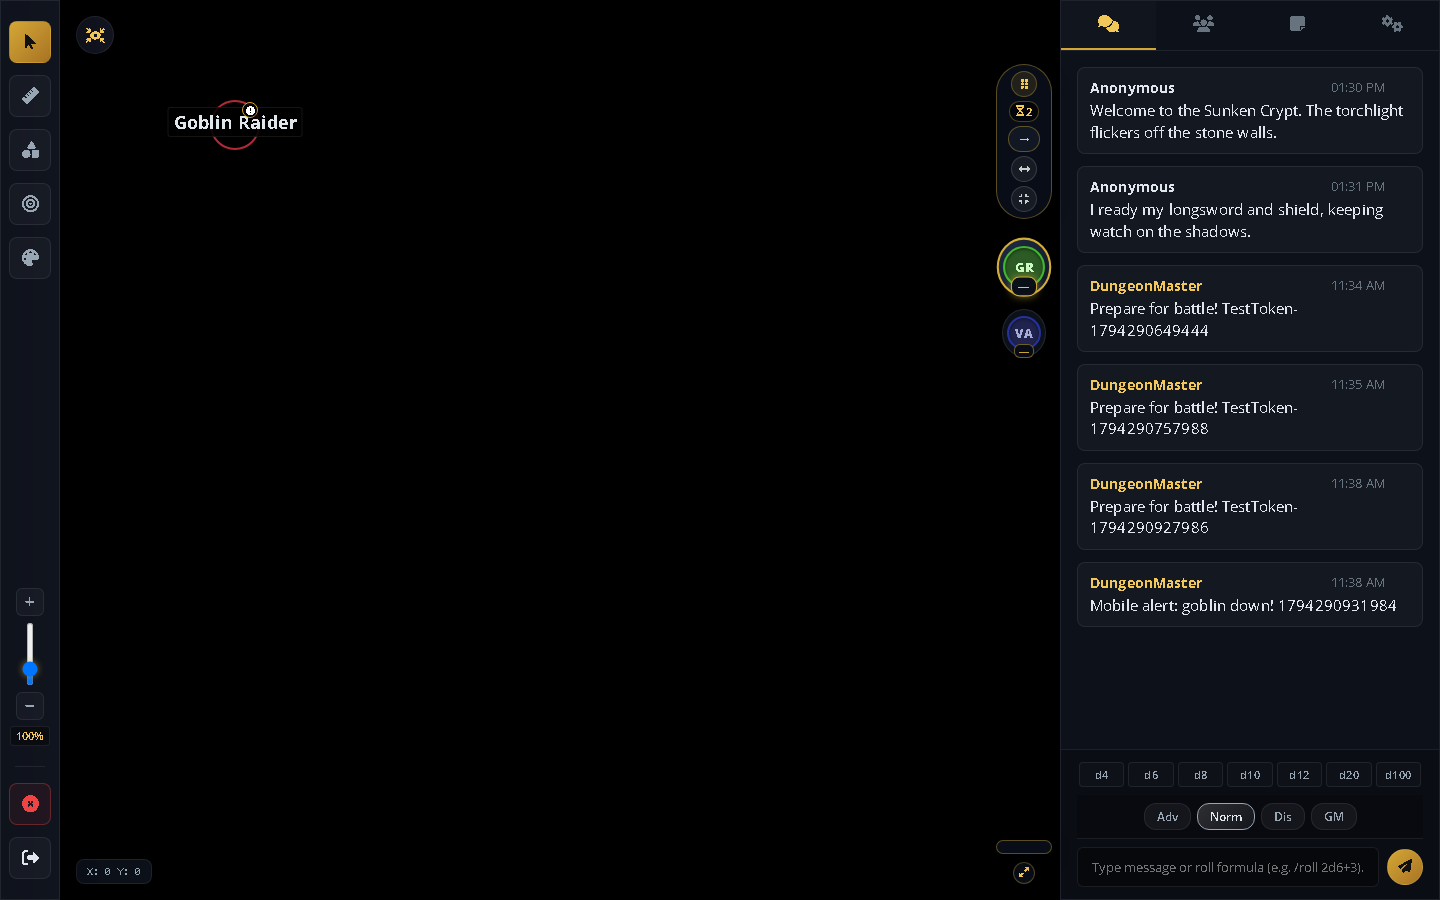 Goblin Raider
2
GR
—
VA
—
X: 0 Y: 0
100%
Anonymous 01:30 PM
Welcome to the Sunken Crypt. The torchlight
flickers off the stone walls.
Anonymous 01:31 PM
I ready my longsword and shield, keeping
watch on the shadows.
DungeonMaster 11:34 AM
Prepare for battle! TestToken-
1794290649444
DungeonMaster 11:35 AM
Prepare for battle! TestToken-
1794290757988
DungeonMaster 11:38 AM
Prepare for battle! TestToken-
1794290927986
DungeonMaster 11:38 AM
Mobile alert: goblin down! 1794290931984
d4 d6 d8 d10 d12 d20 d100
Adv Norm Dis GM
Type message or roll formula (e.g. /roll 2d6+3).